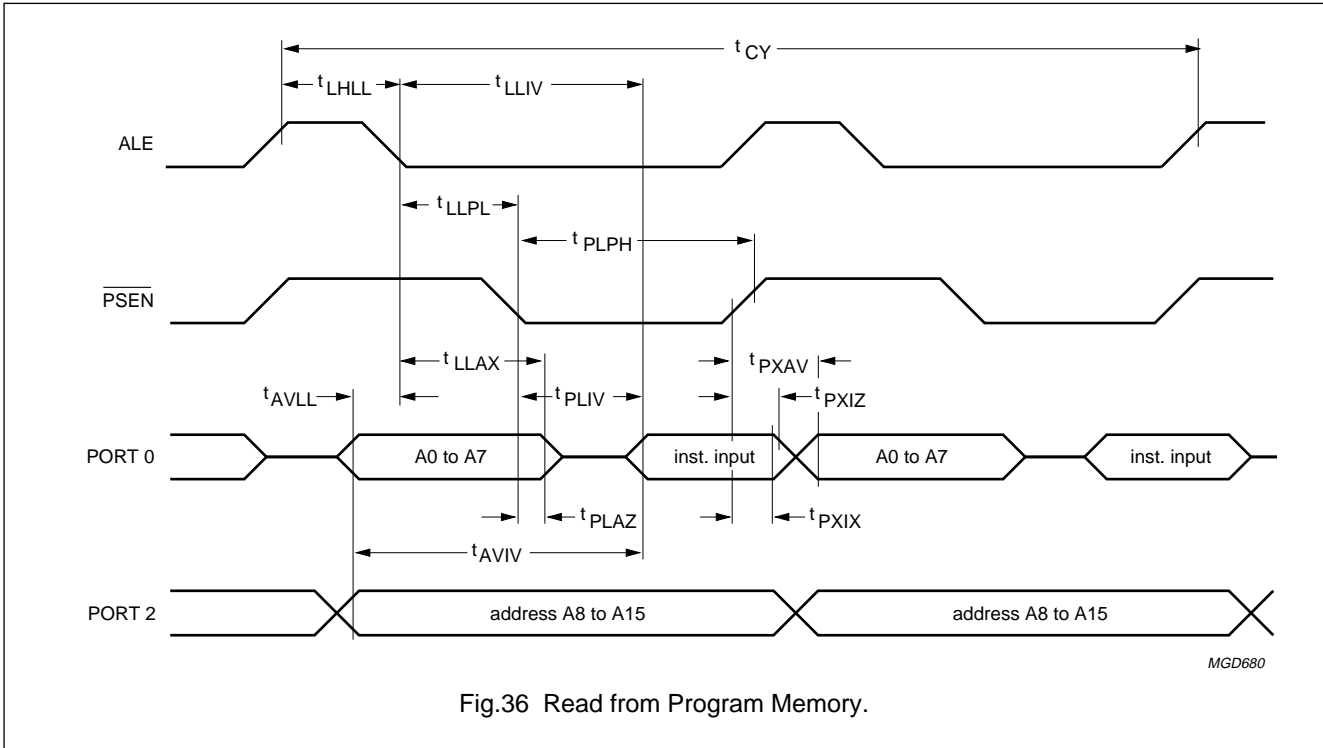 t CY
t LHLL
t LLIV
ALE
t LLPL
t PLPH
PSEN
t LLAX
t PXAV
t AVLL
t PLIV
t PXIZ
PORT 0
A0 to A7
inst. input
A0 to A7
inst. input
t PLAZ
t PXIX
t AVIV
PORT 2
address A8 to A15
address A8 to A15
MGD680
Fig.36 Read from Program Memory.